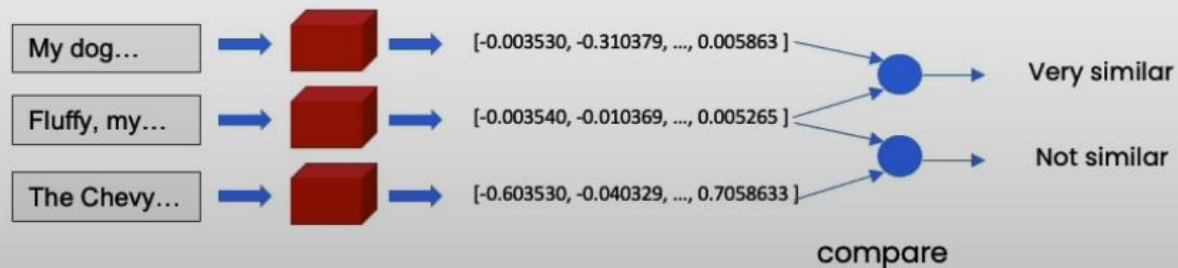 My dog...
[-0.003530, -0.310379, ..., 0.005863 ]
Very similar
Fluffy, my...
[-0.003540, -0.010369, ..., 0.005265 ]
Not similar
The Chevy...
[-0.603530, -0.040329, ..., 0.7058633 ]
compare